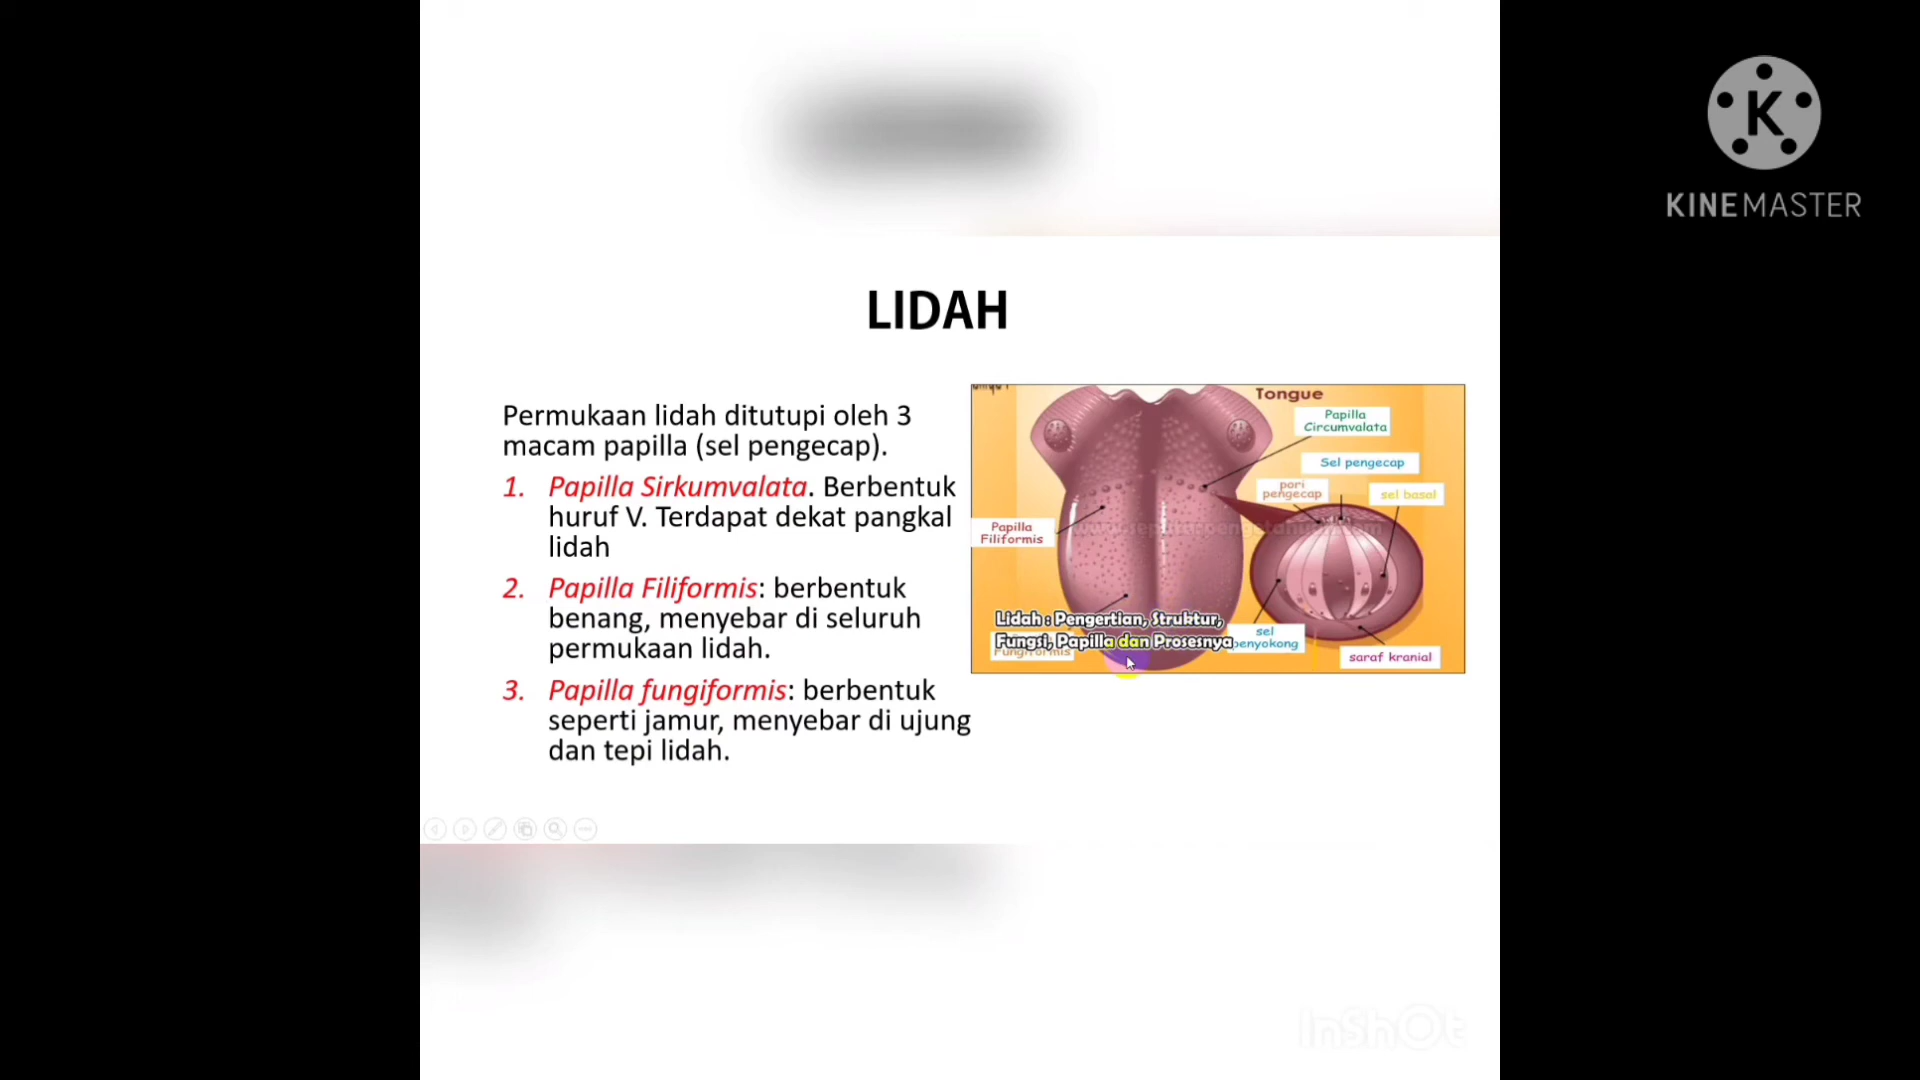 K
KINEMASTER
LIDAH
Permukaan lidah ditutupi oleh 3
macam papilla (sel pengecap).
1. Papilla Sirkumvalata. Berbentuk
huruf V. Terdapat dekat pangkal
lidah
2. Papilla Filiformis: berbentuk
benang, menyebar di seluruh
permukaan lidah.
3. Papilla fungiformis: berbentuk
seperti jamur, menyebar di ujung
dan tepi lidah.
Tongue
Papilla
Circumvalata
Sel pengecap
pori
pengecap
sel basal
Papilla
Filiformis
Lidah : Pengertian, Struktur,
Fungsi, Papilla dan Prosesnya
Fungiformis
sel
penyokong
saraf kranial
InShOt